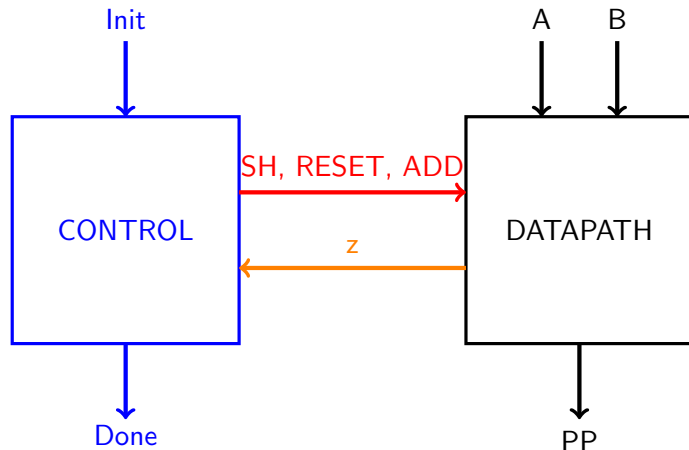 Init
A B
SH, RESET, ADD
CONTROL
DATAPATH
z
Done
PP